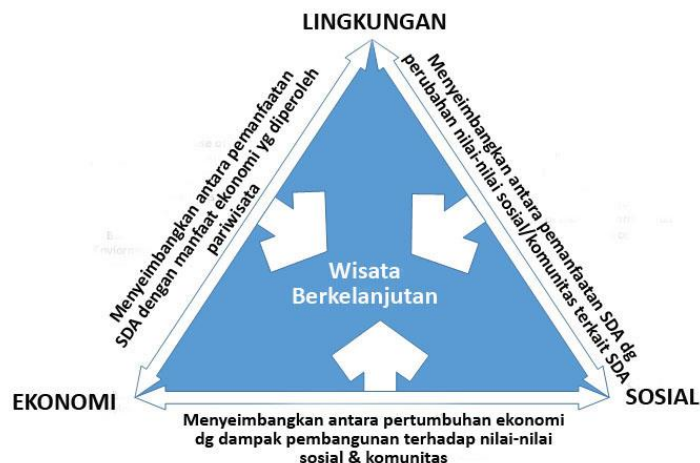 LINGKUNGAN
Menyeimbangkan antara pemanfaatan
SDA dengan manfaat ekonomi yg diperoleh
pariwisata
Menyeimbangkan antara pemanfaatan SDA dg
perubahan nilai-nilai sosial/komunitas terkait SDA
Wisata
Berkelanjutan
EKONOMI
SOSIAL
Menyeimbangkan antara pertumbuhan ekonomi
dg dampak pembangunan terhadap nilai-nilai
sosial & komunitas